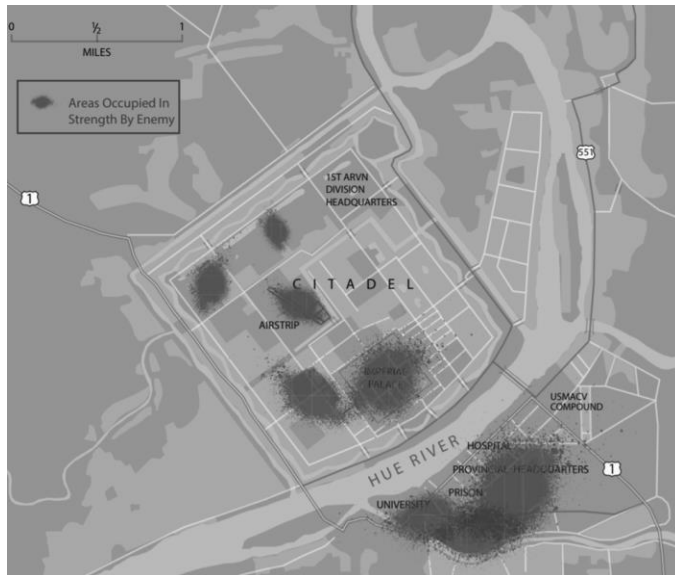 0 ½ 1
MILES
Areas Occupied In
Strength By Enemy
551
1ST ARVN
DIVISION
HEADQUARTERS
1
CITADEL
AIRSTRIP
IMPERIAL
PALACE
USMACV
COMPOUND
HOSPITAL
HUE RIVER
PROVINCIAL HEADQUARTERS
1
PRISON
UNIVERSITY